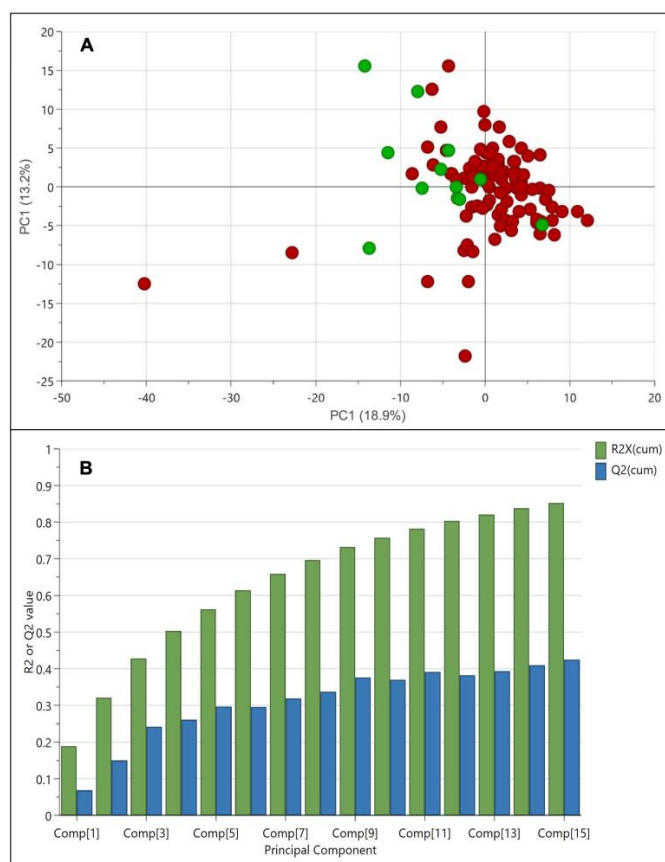 A
20
15
10
5
0
-5
-10
-15
-20
-25
PC1 (13.2%)
-50
-40
-30
-20
-10
0
10
20
PC1 (18.9%)
B
R2X(cum)
Q2(cum)
1
0.9
0.8
0.7
0.6
0.5
0.4
0.3
0.2
0.1
0
R2 or Q2 value
Comp[1]
Comp[3]
Comp[5]
Comp[7]
Comp[9]
Comp[11]
Comp[13]
Comp[15]
Principal Component